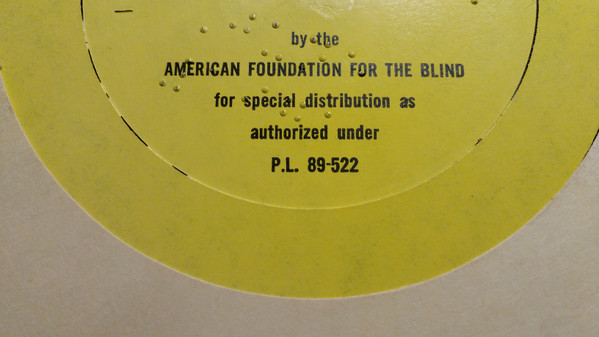 by the
AMERICAN FOUNDATION FOR THE BLIND
for special distribution as
authorized under
P.L. 89-522